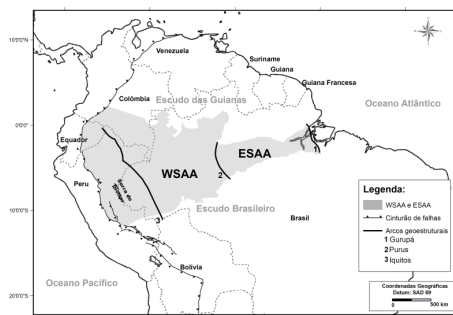 10°0'0"N
Venezuela
Suriname
Guiana
Guiana Francesa
Colômbia
Escudo das Guianas
Oceano Atlântico
0°0'0"
Equador
1
ESAA
WSAA
2
Peru
Serra do
Legenda:
WSAA e ESAA
Cinturão de falhas
Arcos geoestruturais
1 Gurupá
2 Purus
3 Iquitos
Escudo Brasileiro
10°0'0"S
3
Brasil
Bolívia
Oceano Pacífico
Coordenadas Geográficas
Datum: SAD 69
0 500 km
20°0'0"S